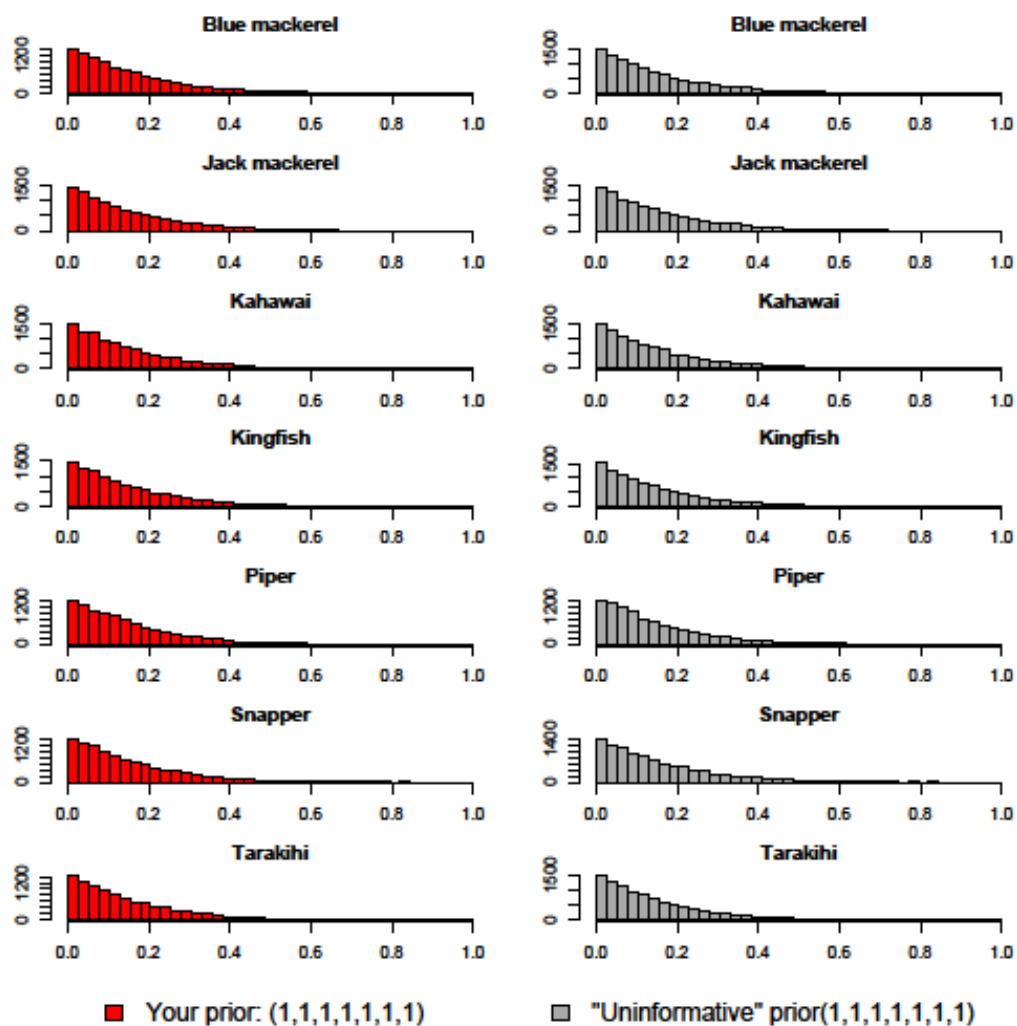 Blue mackerel Blue mackerel
1200 1500
0 0
0.0 0.2 0.4 0.6 0.8 1.0 0.0 0.2 0.4 0.6 0.8 1.0
Jack mackerel Jack mackerel
1500 1500
0 0
0.0 0.2 0.4 0.6 0.8 1.0 0.0 0.2 0.4 0.6 0.8 1.0
Kahawai Kahawai
1500 1500
0 0
0.0 0.2 0.4 0.6 0.8 1.0 0.0 0.2 0.4 0.6 0.8 1.0
Kingfish Kingfish
1500 1500
0 0
0.0 0.2 0.4 0.6 0.8 1.0 0.0 0.2 0.4 0.6 0.8 1.0
Piper Piper
1200 1200
0 0
0.0 0.2 0.4 0.6 0.8 1.0 0.0 0.2 0.4 0.6 0.8 1.0
Snapper Snapper
1200 1400
0 0
0.0 0.2 0.4 0.6 0.8 1.0 0.0 0.2 0.4 0.6 0.8 1.0
Tarakihi Tarakihi
1200 1500
0 0
0.0 0.2 0.4 0.6 0.8 1.0 0.0 0.2 0.4 0.6 0.8 1.0
Your prior: (1,1,1,1,1,1,1) "Uninformative" prior(1,1,1,1,1,1,1)